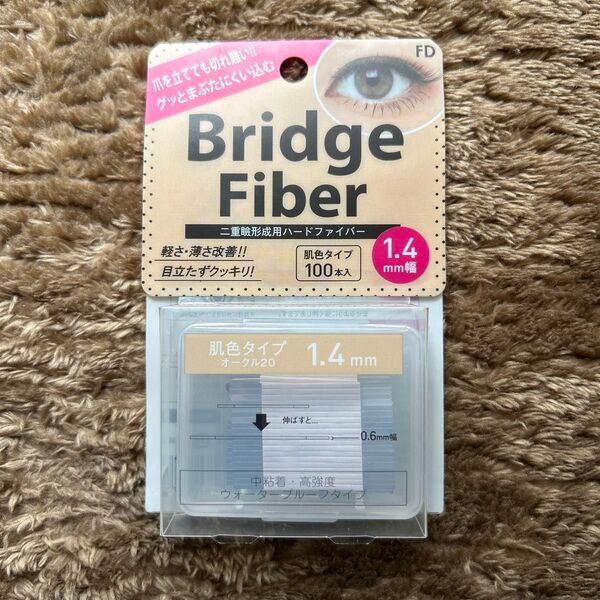 爪を立てても切れ難い!!
グッとまぶたにくい込む
FD
Bridge
Fiber
二重瞼形成用ハードファイバー
軽さ・薄さ改善!!
目立たずクッキリ!
肌色タイプ
100本入
1.4
mm幅
肌色タイプ
オークル20
1.4 mm
伸ばすと...
0.6mm幅
中粘着・高強度
ウォータープルーフタイプ